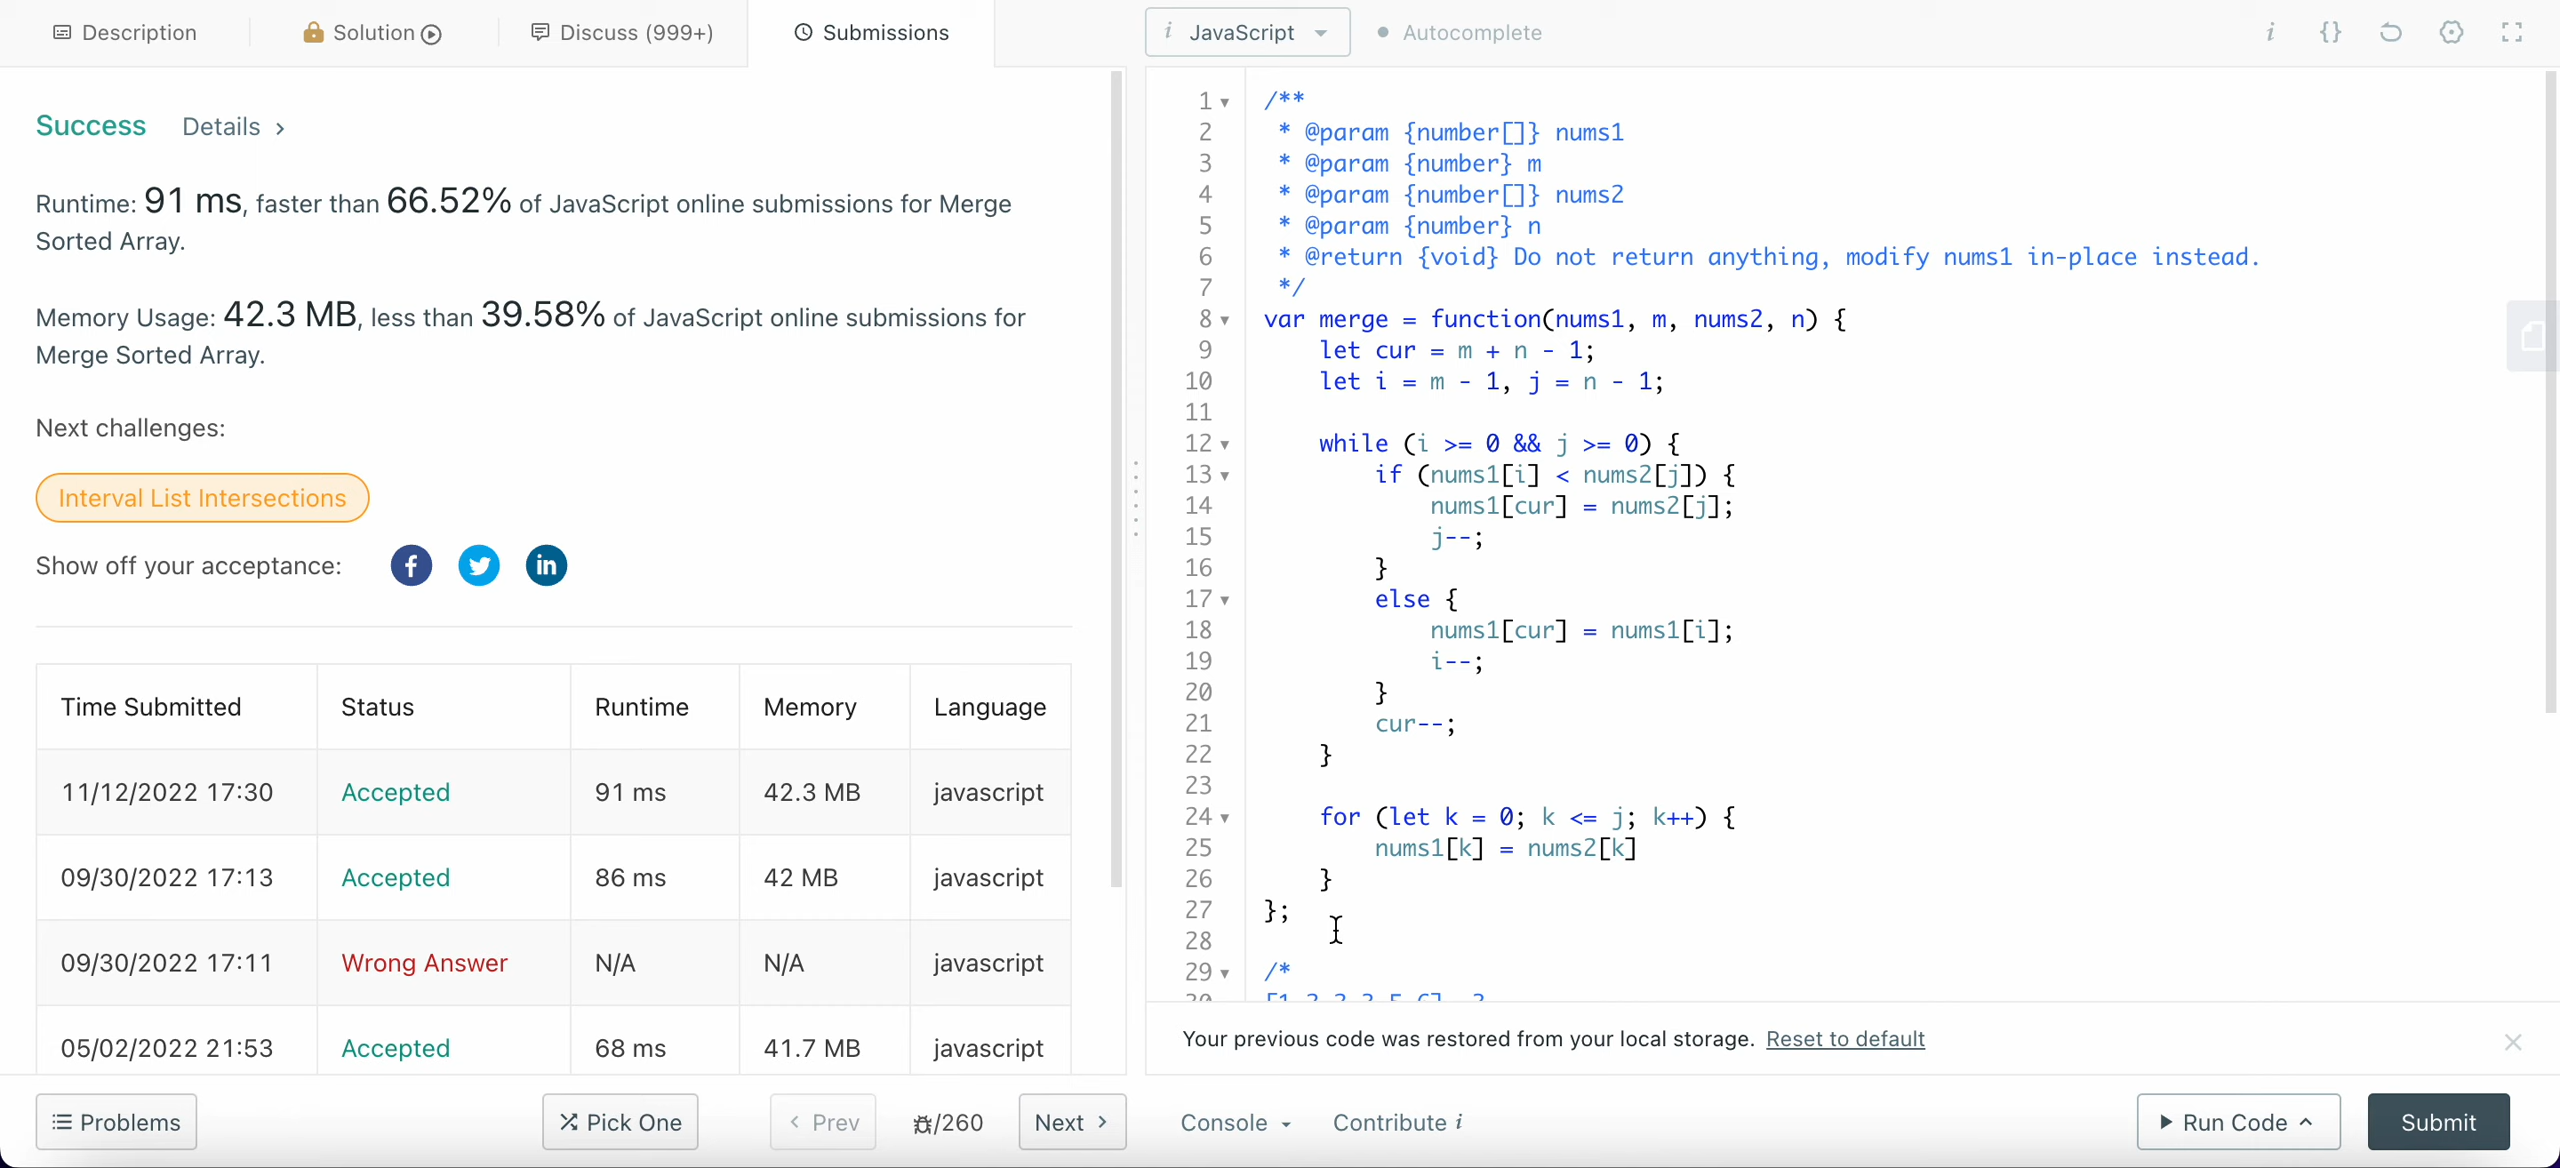 Description
Solution
Discuss (999+)
Submissions
i JavaScript
Autocomplete
i {}
Success Details >
Runtime: 91 ms, faster than 66.52% of JavaScript online submissions for Merge
Sorted Array.
Memory Usage: 42.3 MB, less than 39.58% of JavaScript online submissions for
Merge Sorted Array.
Next challenges:
Interval List Intersections
Show off your acceptance: f in
Time Submitted Status Runtime Memory Language
11/12/2022 17:30 Accepted 91 ms 42.3 MB javascript
09/30/2022 17:13 Accepted 86 ms 42 MB javascript
09/30/2022 17:11 Wrong Answer N/A N/A javascript
05/02/2022 21:53 Accepted 68 ms 41.7 MB javascript
Problems
Pick One
< Prev
/260
Next >
1 /**
2 * @param {number[]} nums1
3 * @param {number} m
4 * @param {number[]} nums2
5 * @param {number} n
6 * @return {void} Do not return anything, modify nums1 in-place instead.
7 */
8 var merge = function(nums1, m, nums2, n) {
9 let cur = m + n - 1;
10 let i = m - 1, j = n - 1;
11
12 while (i >= 0 && j >= 0) {
13 if (nums1[i] < nums2[j]) {
14 nums1[cur] = nums2[j];
15 j--;
16 }
17 else {
18 nums1[cur] = nums1[i];
19 i--;
20 }
21 cur--;
22 }
23
24 for (let k = 0; k <= j; k++) {
25 nums1[k] = nums2[k]
26 }
27 };
28
29 /*
Your previous code was restored from your local storage. Reset to default
Console
Contribute i
Run Code
Submit